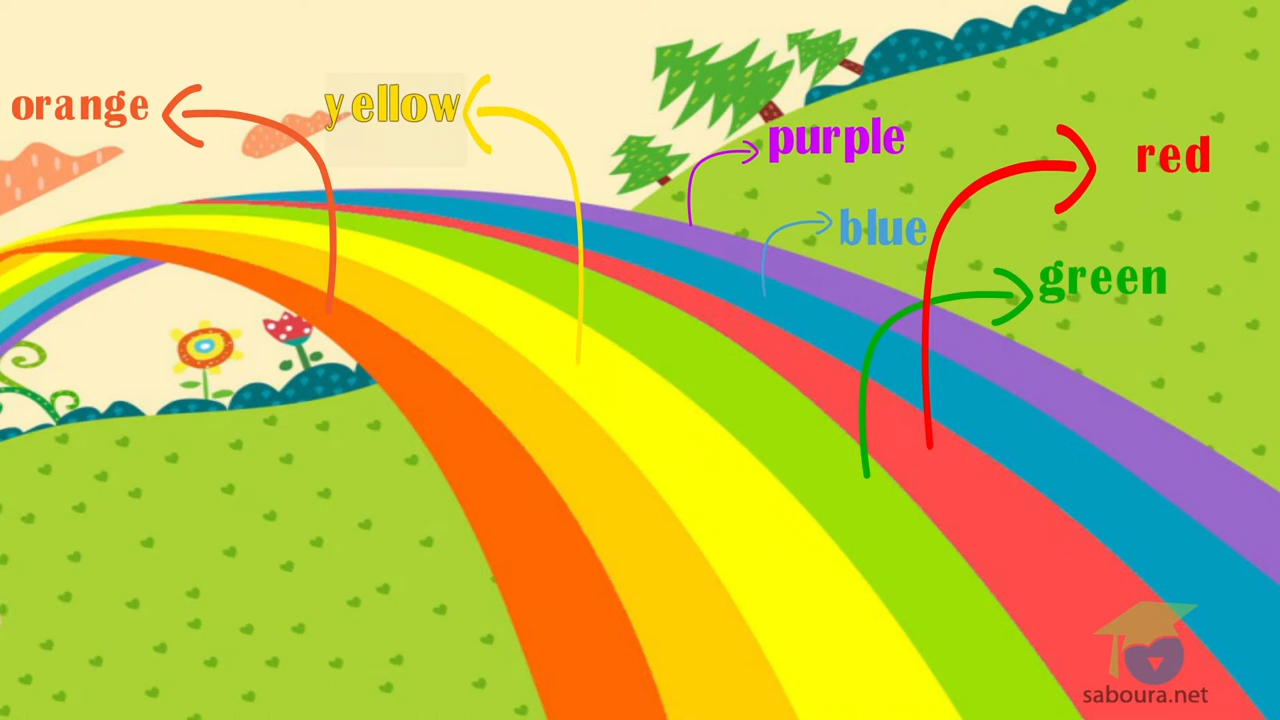 orange
yellow
purple
red
blue
green
saboura.net